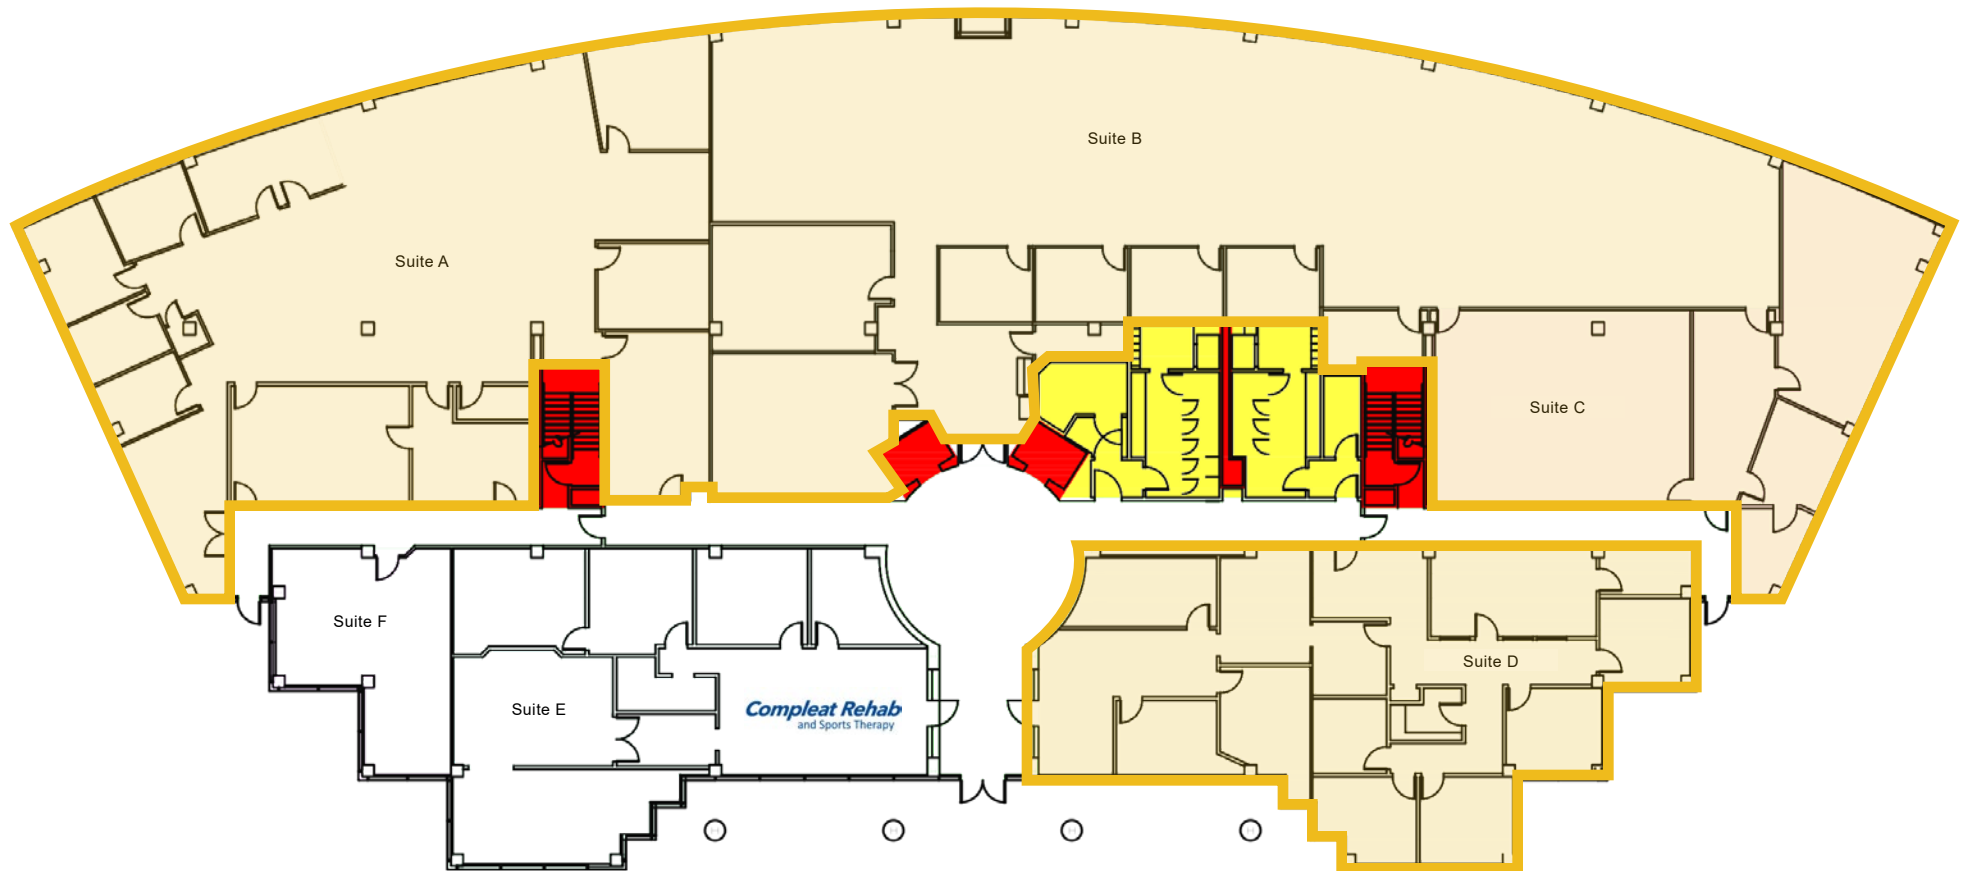 Suite B
Suite A
Suite C
Suite F
Suite D
Suite E
Compleat Rehab
and Sports Therapy